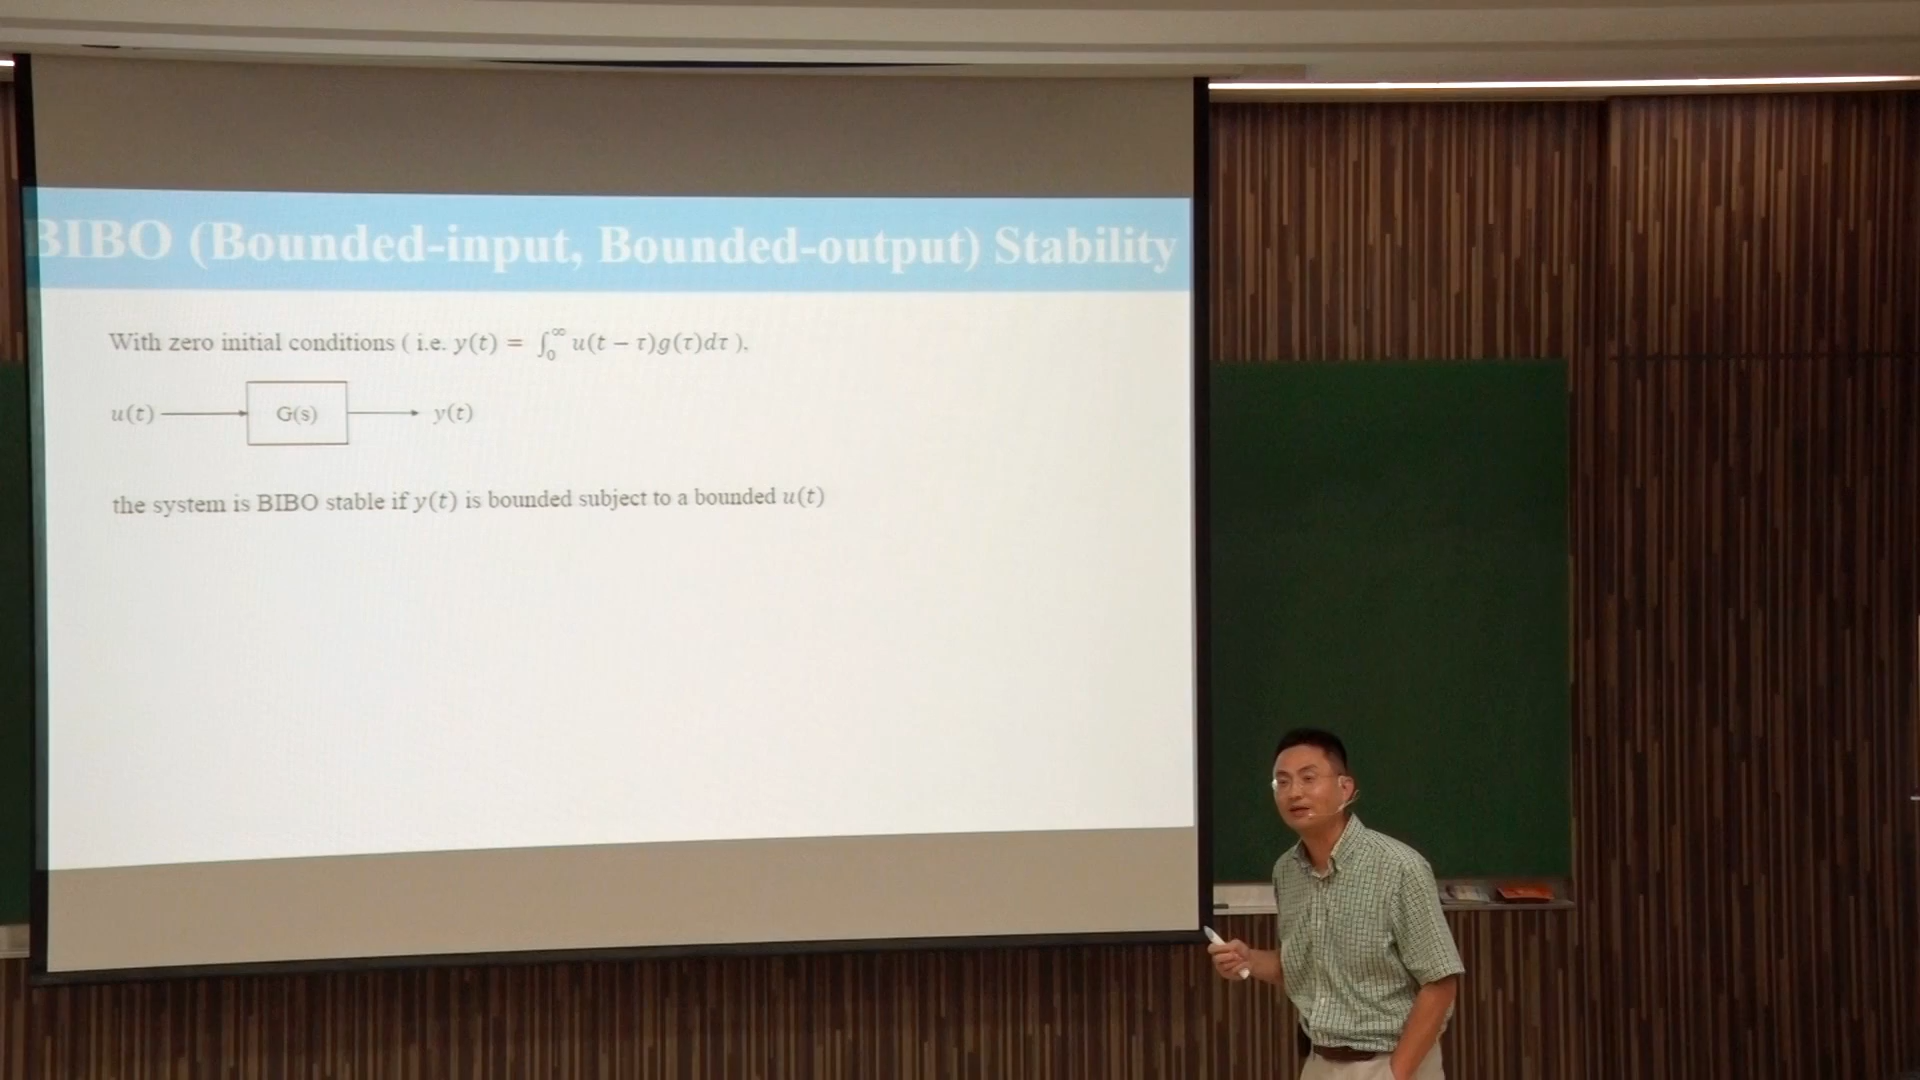 BIBO (Bounded-input, Bounded-output) Stability
With zero initial conditions ( i.e. y(t) = ∫₀^∞ u(t − τ)g(τ)dτ ),
u(t) G(s) y(t)
the system is BIBO stable if y(t) is bounded subject to a bounded u(t)